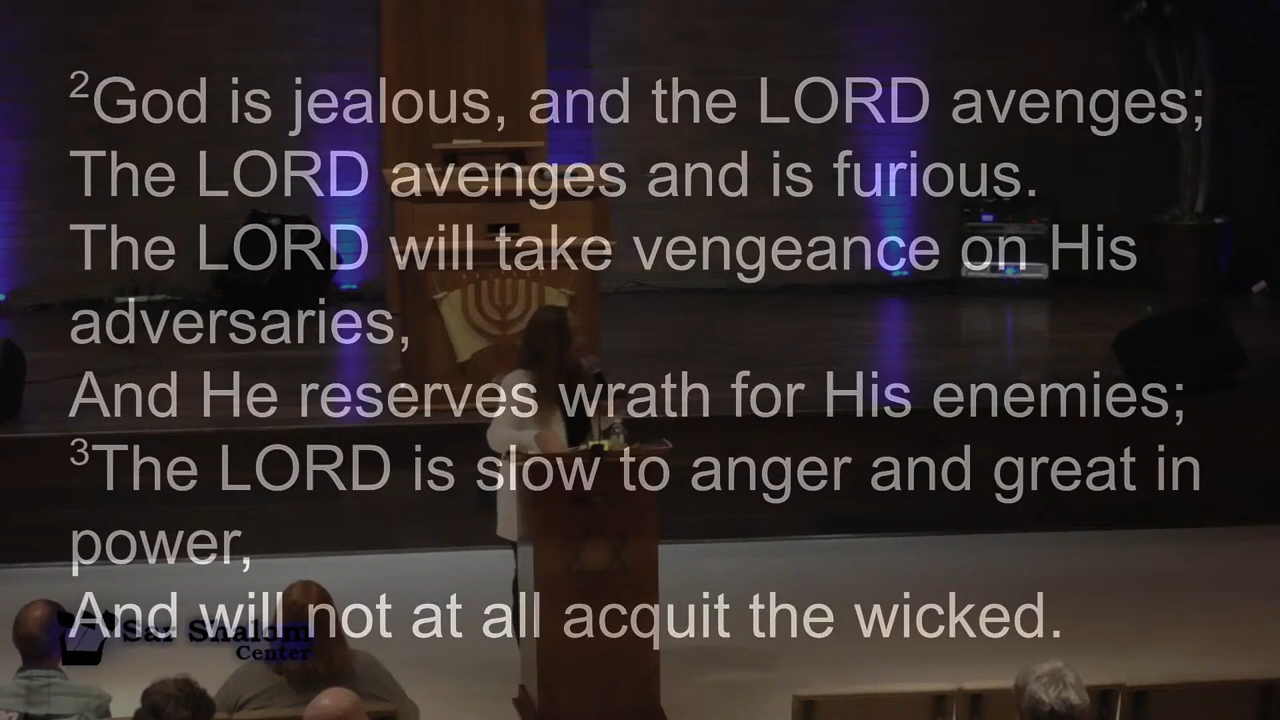 ²God is jealous, and the LORD avenges;
The LORD avenges and is furious.
The LORD will take vengeance on His
adversaries,
And He reserves wrath for His enemies;
³The LORD is slow to anger and great in
power,
And will not at all acquit the wicked.
Sar Shalom
Center